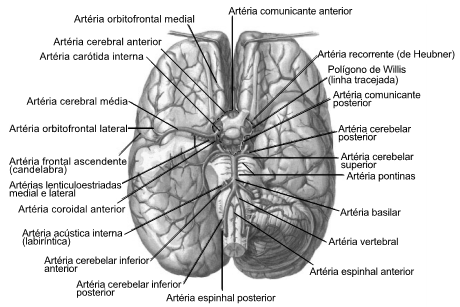 Artéria orbitofrontal medial
Artéria cerebral anterior
Artéria carótida interna
Artéria cerebral média
Artéria orbitofrontal lateral
Artéria frontal ascendente
(candelabra)
Artérias lenticuloestriadas
medial e lateral
Artéria coroidal anterior
Artéria acústica interna
(labiríntica)
Artéria cerebelar inferior
anterior
Artéria cerebelar inferior
posterior
Artéria espinhal posterior
Artéria comunicante anterior
Artéria recorrente (de Heubner)
Polígono de Willis
(linha tracejada)
Artéria comunicante
posterior
Artéria cerebelar
posterior
Artéria cerebelar
superior
Artéria pontinas
Artéria basilar
Artéria vertebral
Artéria espinhal anterior